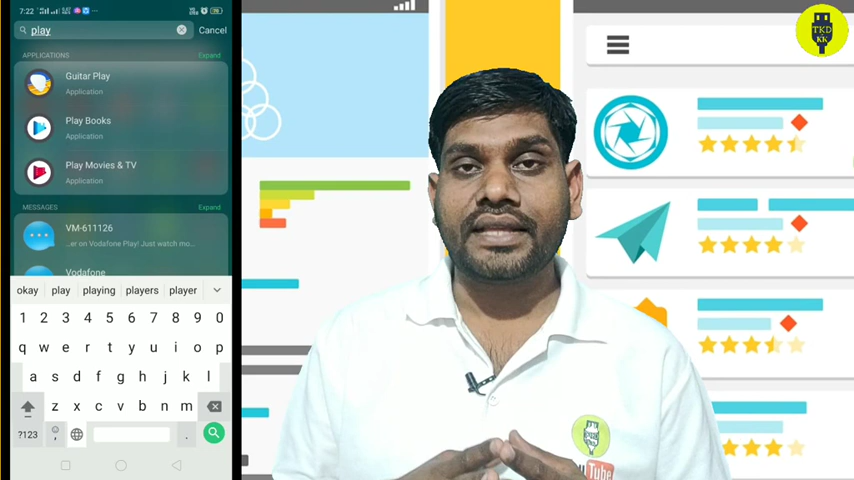 7:22
play
Cancel
APPLICATIONS
Expand
Guitar Play
Application
Play Books
Application
Play Movies & TV
Application
MESSAGES
Expand
VM-611126
...er on Vodafone Play! Just watch mo...
Vodafone
okay play playing players player
1 2 3 4 5 6 7 8 9 0
q w e r t y u i o p
a s d f g h j k l
z x c v b n m
?123 , .
TKD
KK
Tube